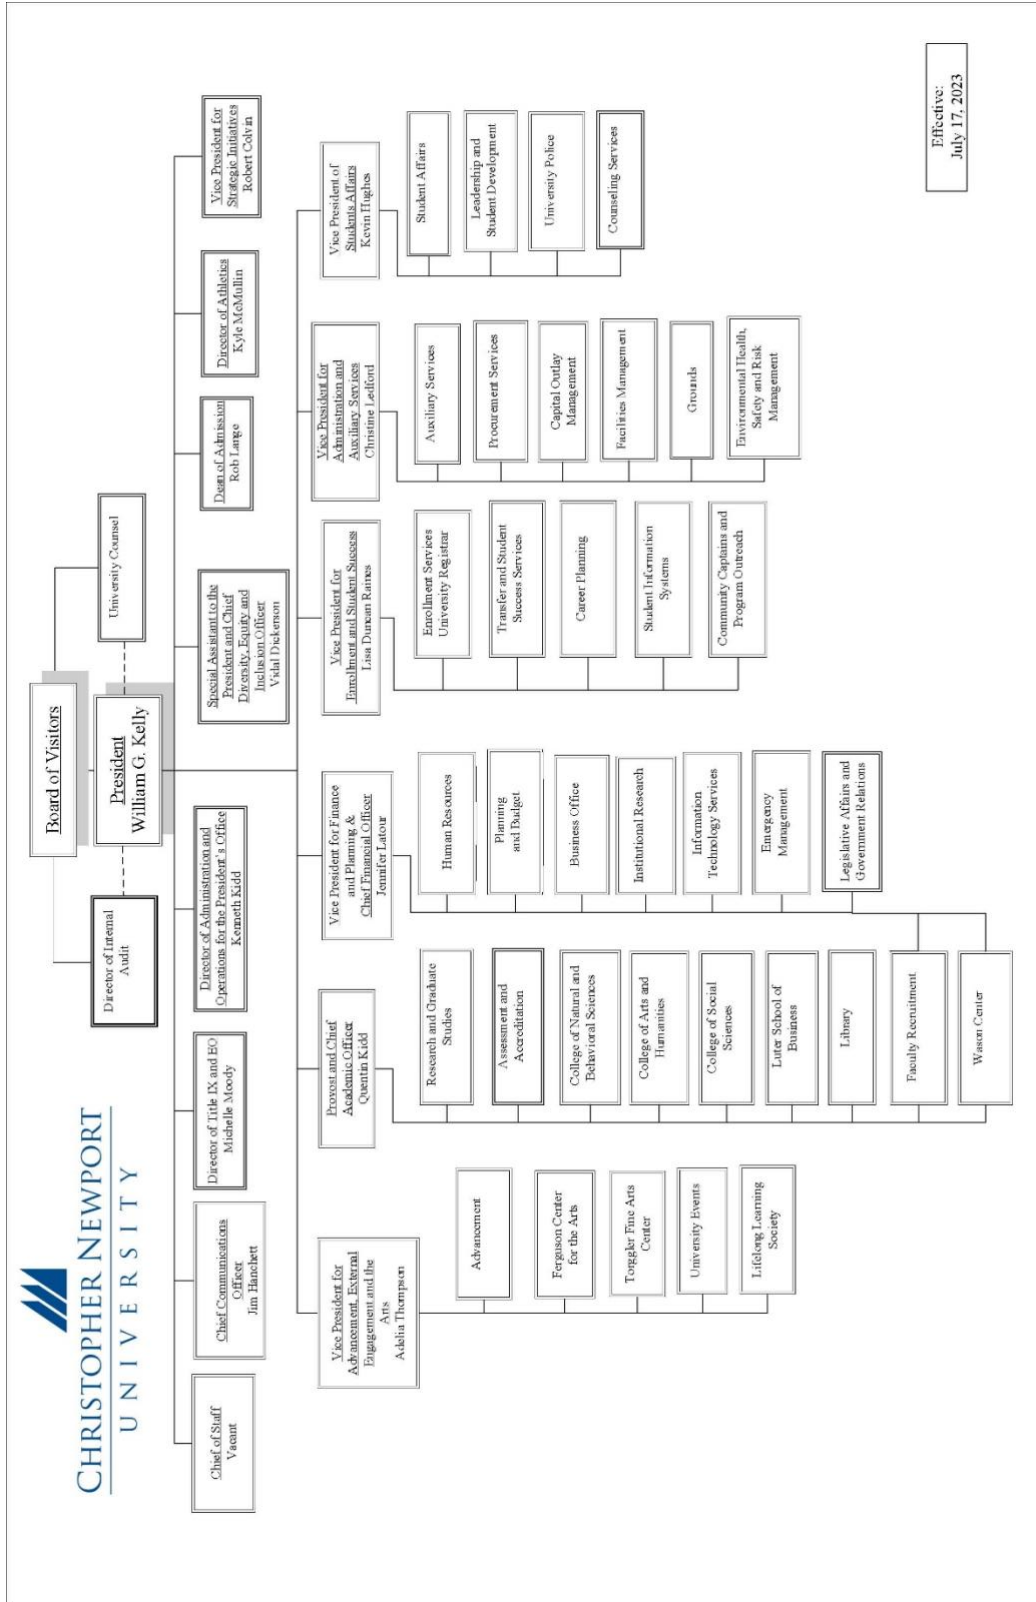 CHRISTOPHER NEWPORT
UNIVERSITY
Board of Visitors
President
William G. Kelly
Director of Internal
Audit
University Counsel
Chief of Staff
Vacant
Chief Communications
Officer
Jim Hanchett
Director of Title IX and EO
Michelle Moody
Director of Administration and
Operations for the President's Office
Kenneth Kidd
Special Assistant to the
President and Chief
Diversity, Equity and
Inclusion Officer
Vidal Dickerson
Dean of Admission
Rob Lange
Director of Athletics
Kyle McMullin
Vice President for
Strategic Initiatives
Robert Colvin
Vice President for
Advancement, External
Engagement and the
Arts
Adelia Thompson
Advancement
Ferguson Center
for the Arts
Torggler Fine Arts
Center
University Events
Lifelong Learning
Society
Provost and Chief
Academic Officer
Quentin Kidd
Research and Graduate
Studies
Assessment and
Accreditation
College of Natural and
Behavioral Sciences
College of Arts and
Humanities
College of Social
Sciences
Luter School of
Business
Library
Faculty Recruitment
Wason Center
Vice President for Finance
and Planning &
Chief Financial Officer
Jennifer Latour
Human Resources
Planning
and Budget
Business Office
Institutional Research
Information
Technology Services
Emergency
Management
Legislative Affairs and
Government Relations
Vice President for
Enrollment and Student Success
Lisa Duncan Raines
Enrollment Services
University Registrar
Transfer and Student
Success Services
Career Planning
Student Information
Systems
Community Captains and
Program Outreach
Vice President for
Administration and
Auxiliary Services
Christine Ledford
Auxiliary Services
Procurement Services
Capital Outlay
Management
Facilities Management
Grounds
Environmental Health,
Safety and Risk
Management
Vice President of
Students Affairs
Kevin Hughes
Student Affairs
Leadership and
Student Development
University Police
Counseling Services
Effective:
July 17, 2023